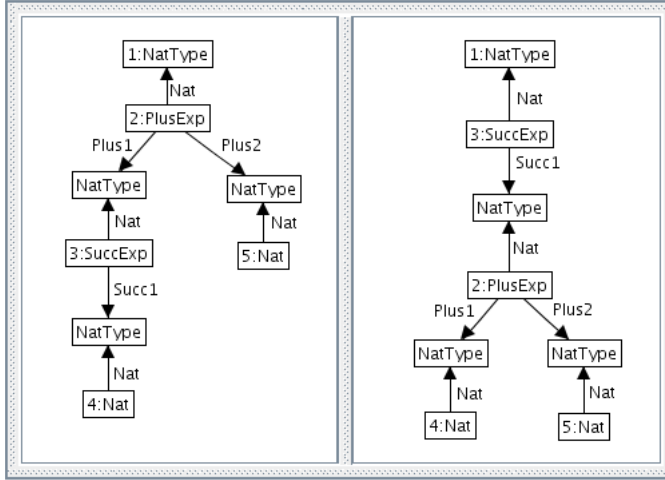 1:NatType
Nat
2:PlusExp
Plus1
Plus2
NatType
NatType
Nat
Nat
3:SuccExp
5:Nat
Succ1
NatType
Nat
4:Nat
1:NatType
Nat
3:SuccExp
Succ1
NatType
Nat
2:PlusExp
Plus1
Plus2
NatType
NatType
Nat
Nat
4:Nat
5:Nat